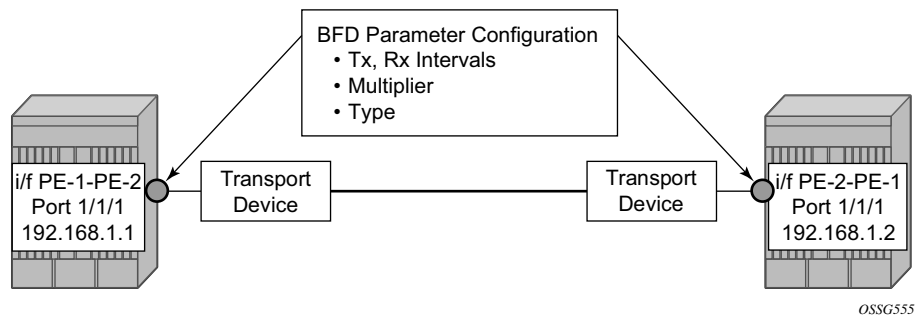 BFD Parameter Configuration
• Tx, Rx Intervals
• Multiplier
• Type
i/f PE-1-PE-2
Port 1/1/1
192.168.1.1
Transport
Device
Transport
Device
i/f PE-2-PE-1
Port 1/1/1
192.168.1.2
OSSG555